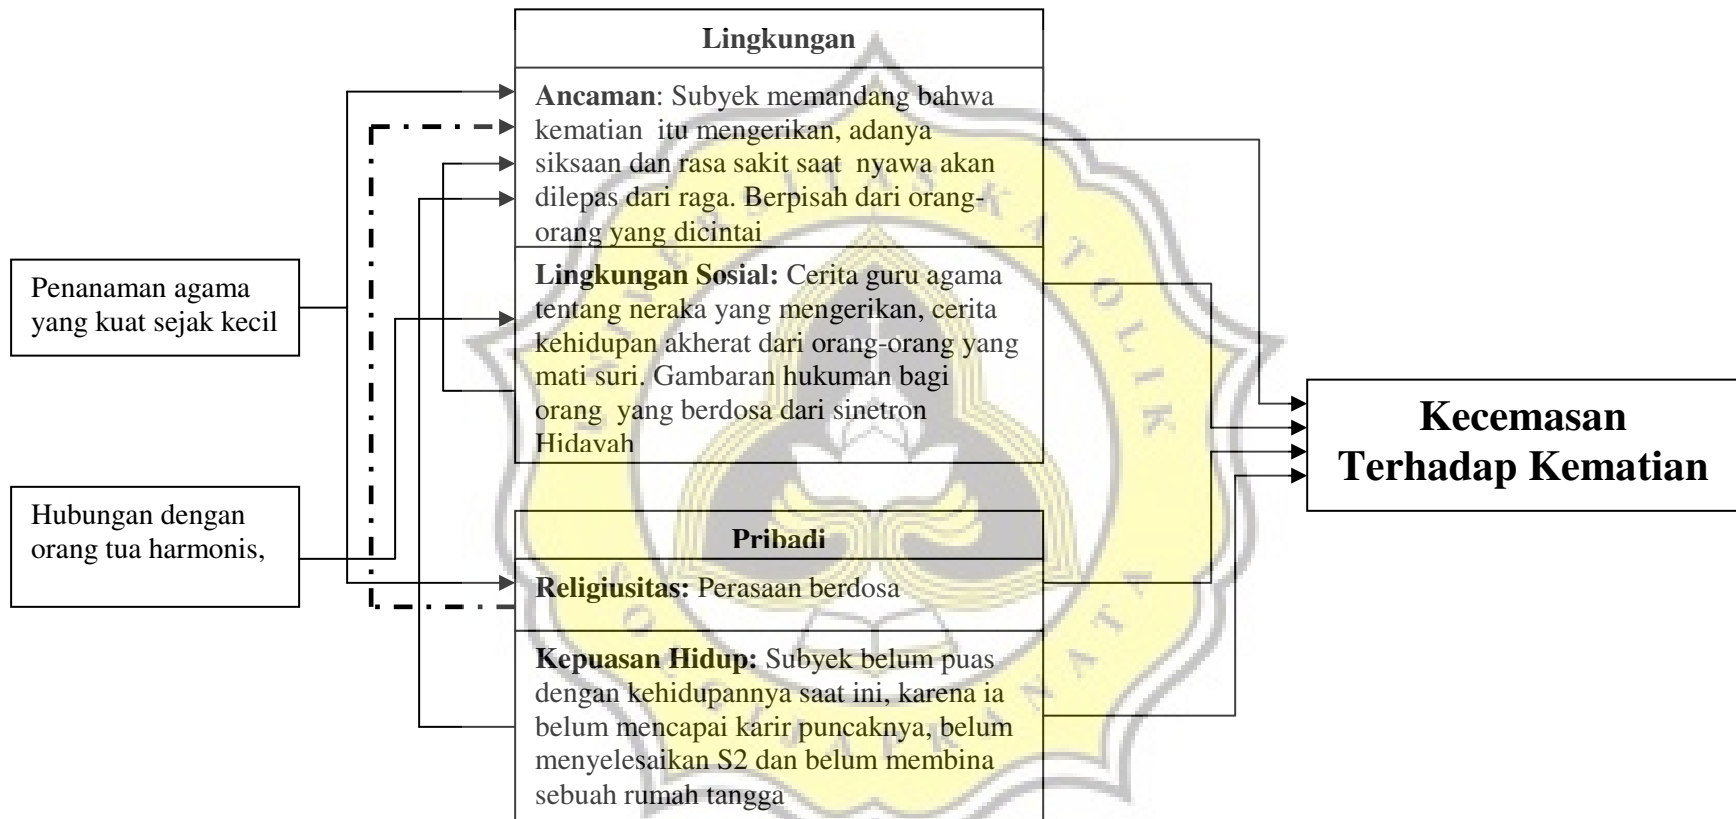 Lingkungan
Ancaman: Subyek memandang bahwa
kematian itu mengerikan, adanya
siksaan dan rasa sakit saat nyawa akan
dilepas dari raga. Berpisah dari orang-
orang yang dicintai
Lingkungan Sosial: Cerita guru agama
tentang neraka yang mengerikan, cerita
kehidupan akherat dari orang-orang yang
mati suri. Gambaran hukuman bagi
orang yang berdosa dari sinetron
Hidayah
Penanaman agama
yang kuat sejak kecil
Hubungan dengan
orang tua harmonis,
Pribadi
Religiusitas: Perasaan berdosa
Kepuasan Hidup: Subyek belum puas
dengan kehidupannya saat ini, karena ia
belum mencapai karir puncaknya, belum
menyelesaikan S2 dan belum membina
sebuah rumah tangga
Kecemasan
Terhadap Kematian
UNIVERSITAS KATOLIK
SOEGIJAPRANATA